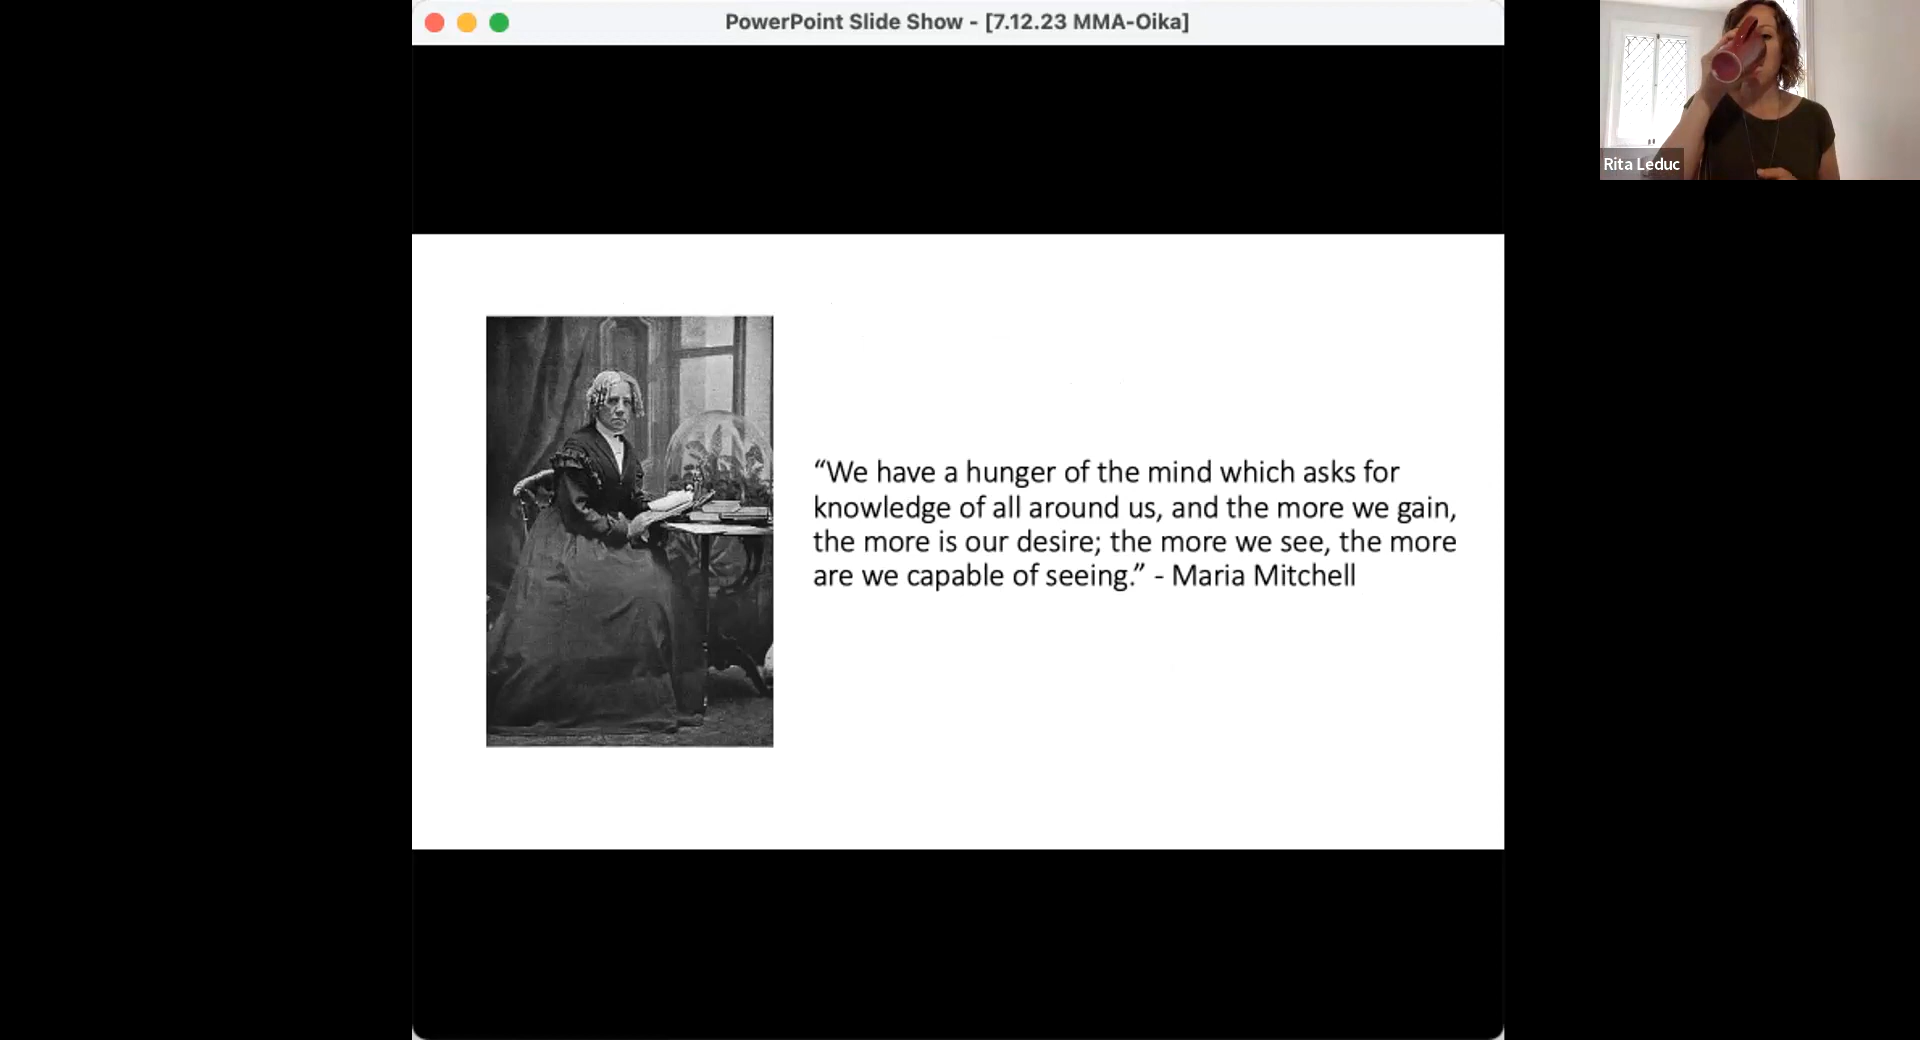 PowerPoint Slide Show - [7.12.23 MMA-Oika]
Rita Leduc
“We have a hunger of the mind which asks for
knowledge of all around us, and the more we gain,
the more is our desire; the more we see, the more
are we capable of seeing.” - Maria Mitchell